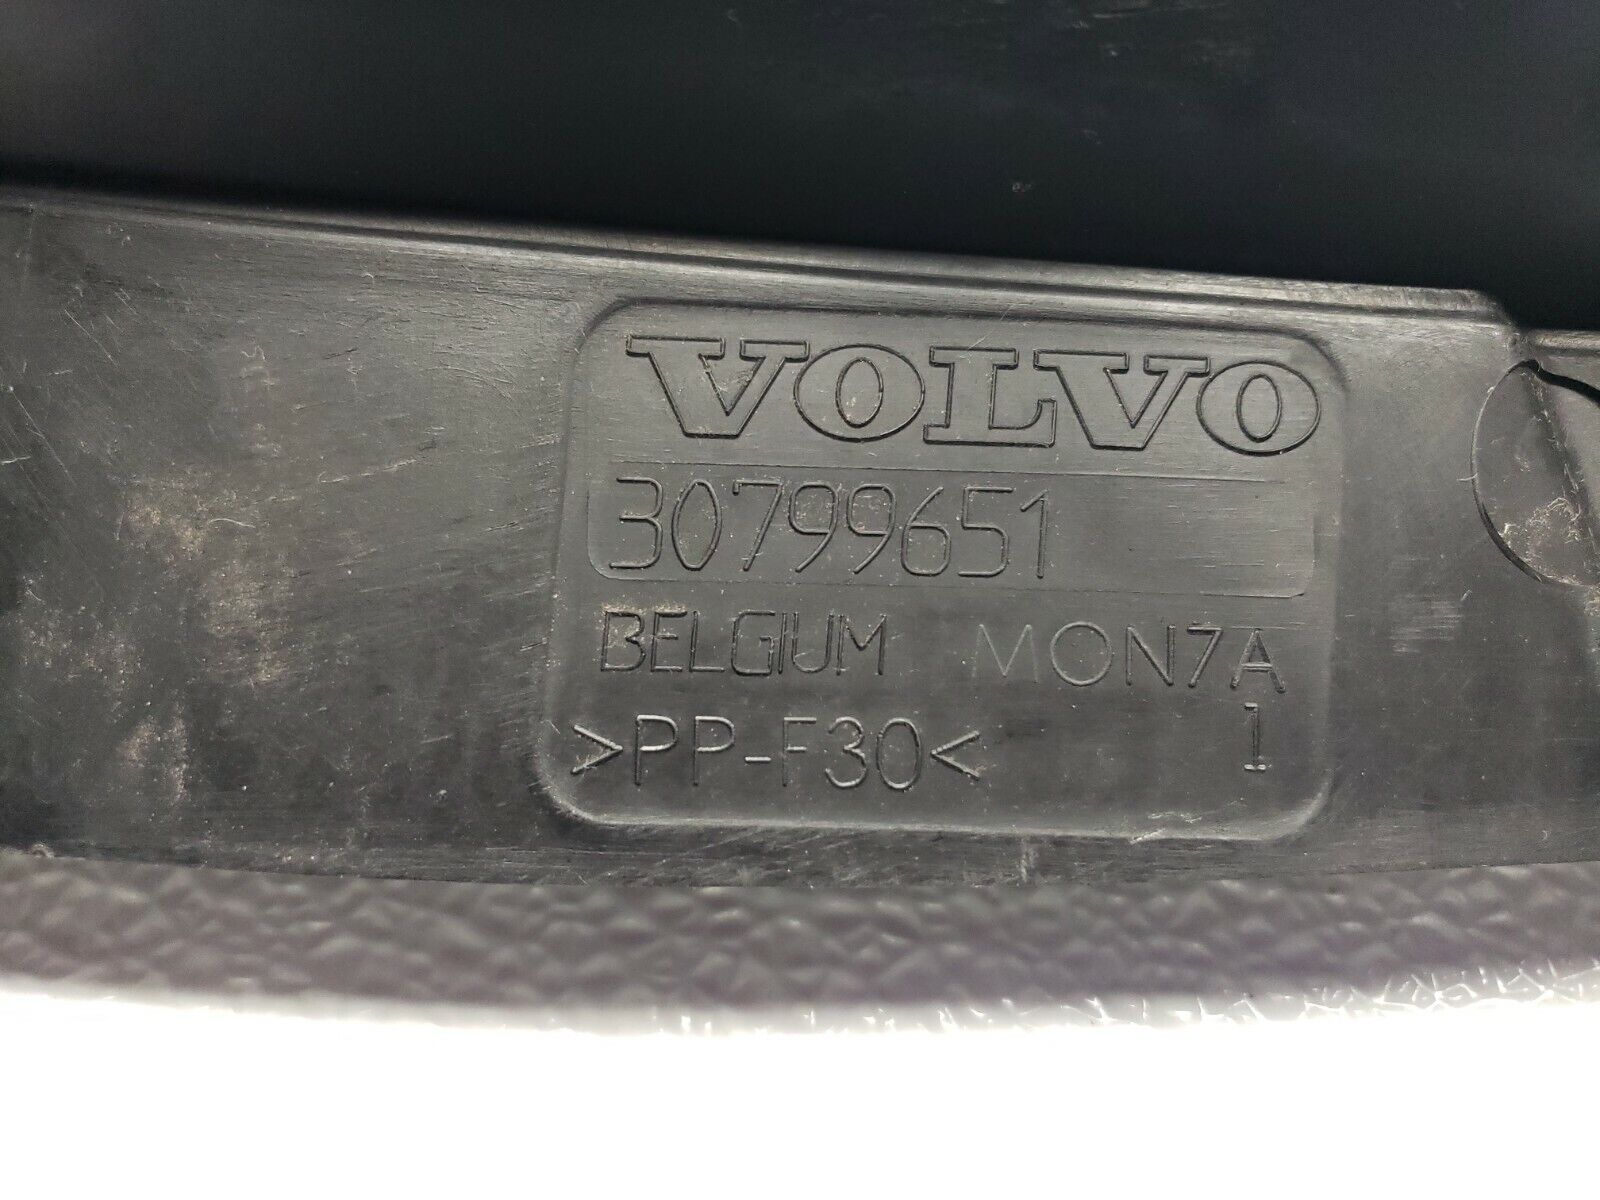 VOLVO
30799651
BELGIUM MON7A
>PP-F30< 1